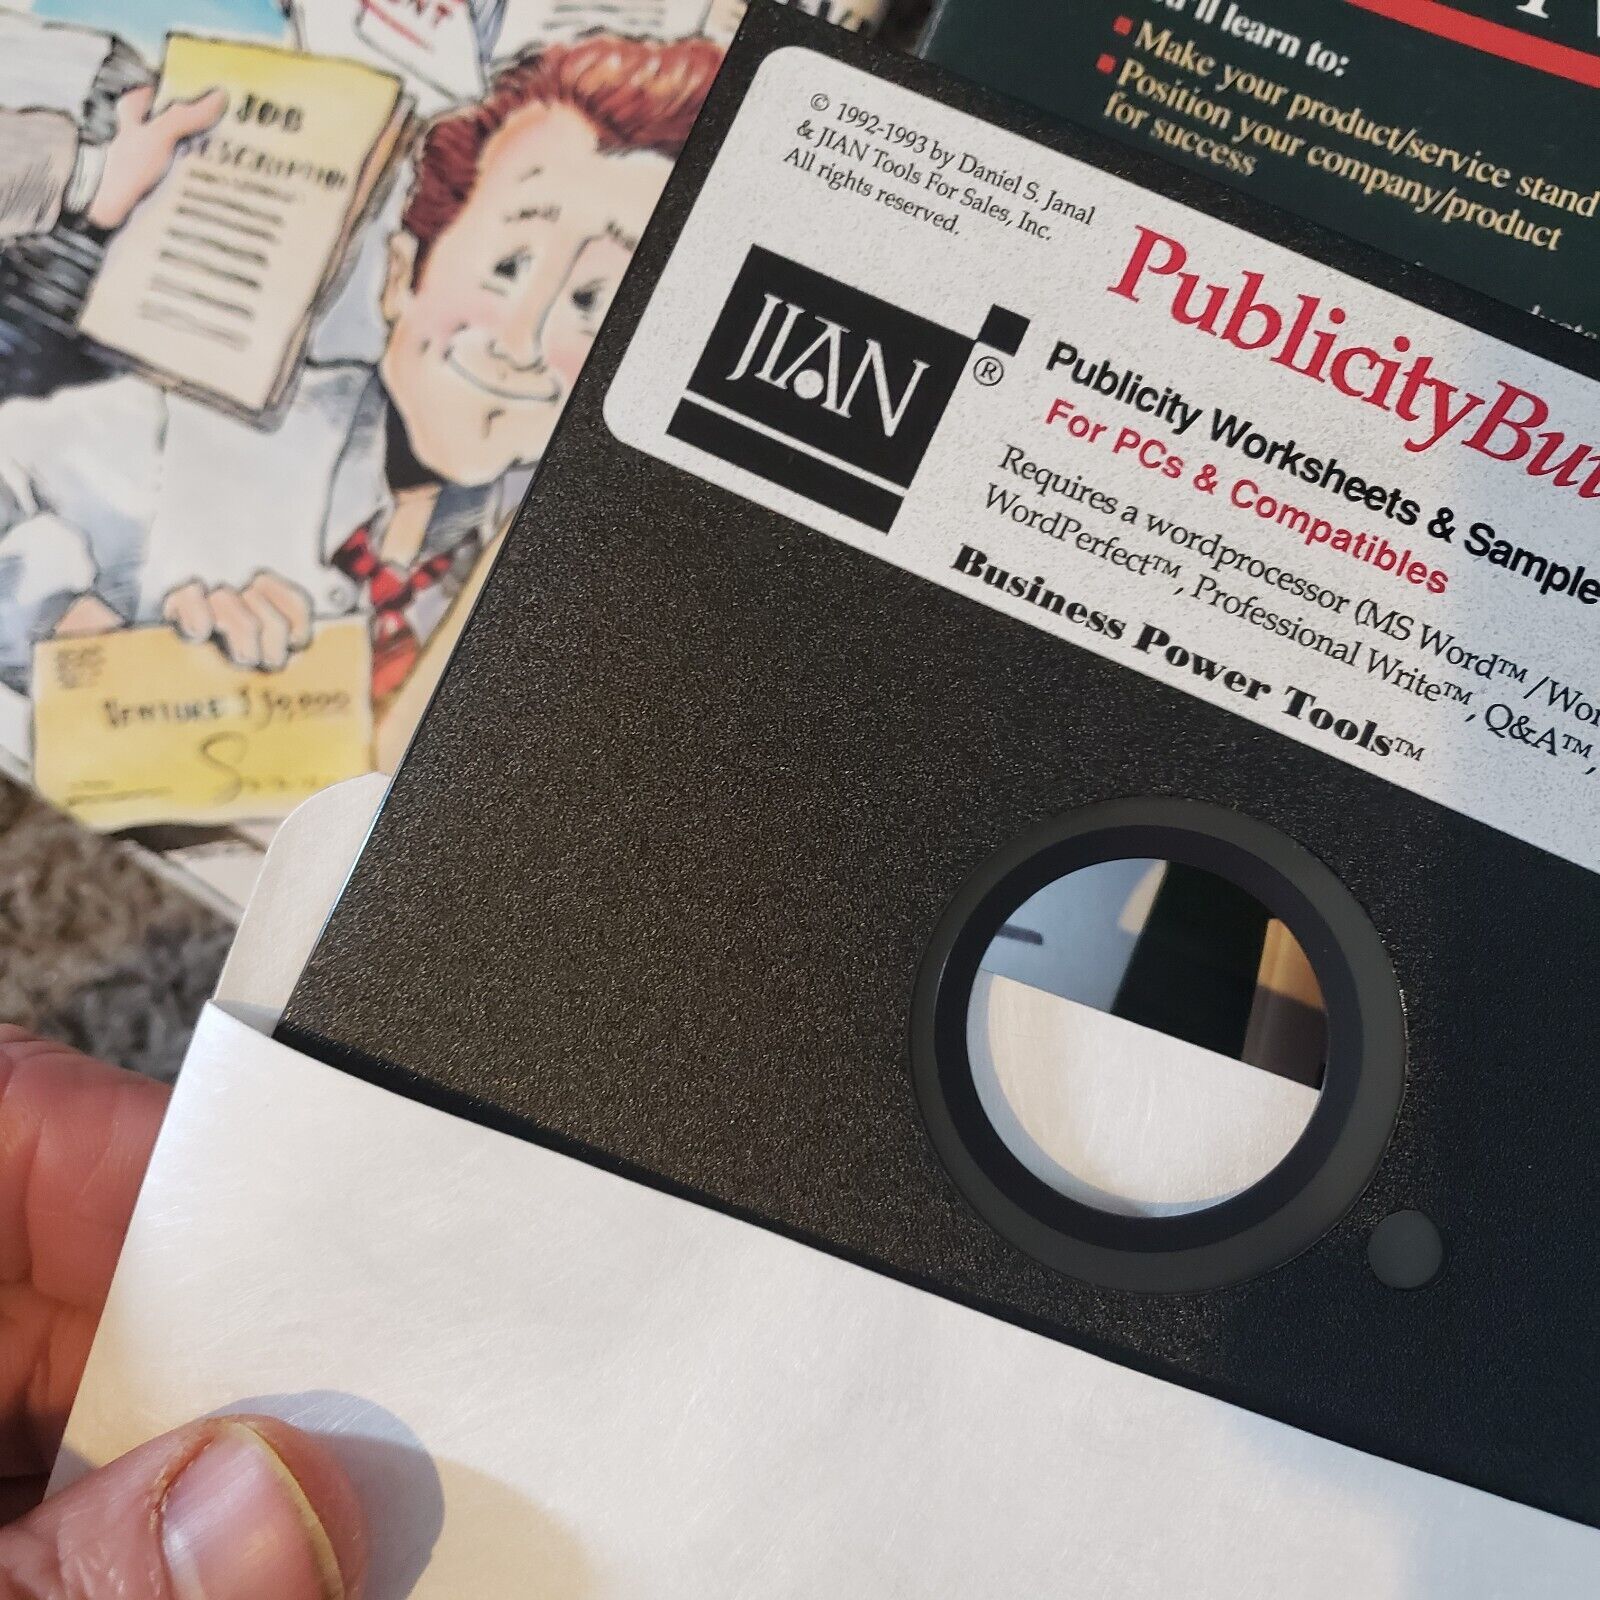 JOB
DESCRIPTION
VENTURE $
'll learn to:
Make your product/service stand
Position your company/product
for success
© 1992-1993 by Daniel S. Janal
& JIAN Tools For Sales, Inc.
All rights reserved.
JIAN®
PublicityBui
Publicity Worksheets & Sample
For PCs & Compatibles
Requires a wordprocessor (MS Word™/Wor
WordPerfect™, Professional Write™, Q&A™,
Business Power Tools™